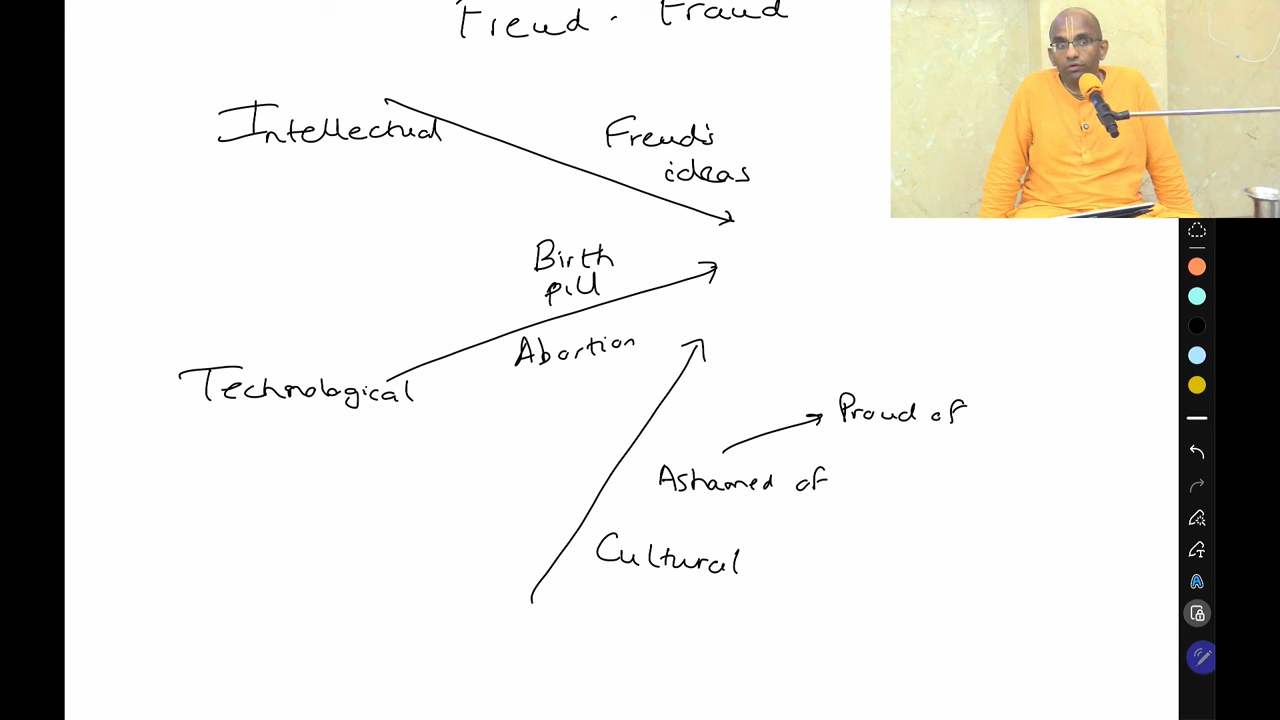 Freud - Fraud
Intellectual
Freud's
ideas
Birth
pill
Abortion
Technological
Proud of
Ashamed of
Cultural